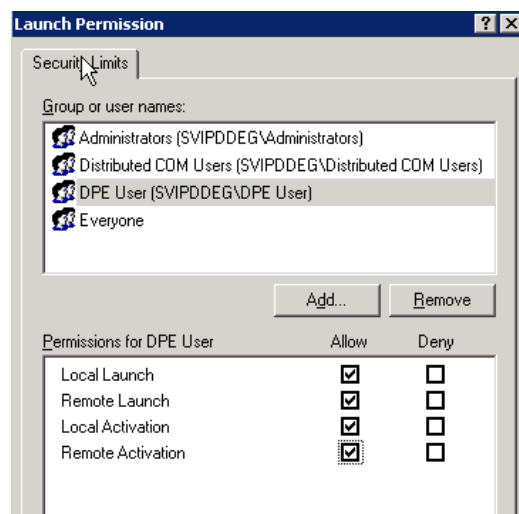 Launch Permission
Security Limits
Group or user names:
Administrators (SVIPDDEG\Administrators)
Distributed COM Users (SVIPDDEG\Distributed COM Users)
DPE User (SVIPDDEG\DPE User)
Everyone
Add... Remove
Permissions for DPE User Allow Deny
Local Launch
Remote Launch
Local Activation
Remote Activation